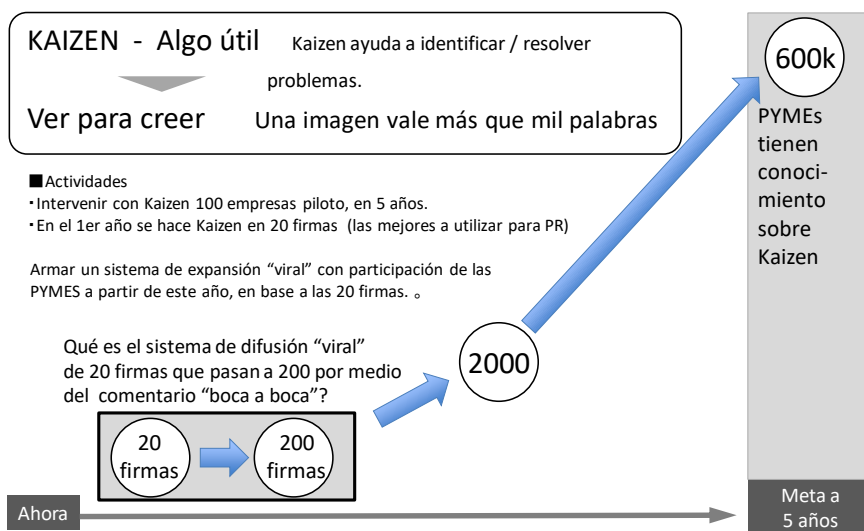 KAIZEN - Algo útil Kaizen ayuda a identificar / resolver
problemas.
Ver para creer Una imagen vale más que mil palabras
600k
PYMEs
tienen
conoci-
miento
sobre
Kaizen
■Actividades
・Intervenir con Kaizen 100 empresas piloto, en 5 años.
・En el 1er año se hace Kaizen en 20 firmas (las mejores a utilizar para PR)
Armar un sistema de expansión “viral” con participación de las
PYMES a partir de este año, en base a las 20 firmas. 。
Qué es el sistema de difusión “viral”
de 20 firmas que pasan a 200 por medio
del comentario “boca a boca”?
2000
20
firmas
200
firmas
Ahora
Meta a
5 años